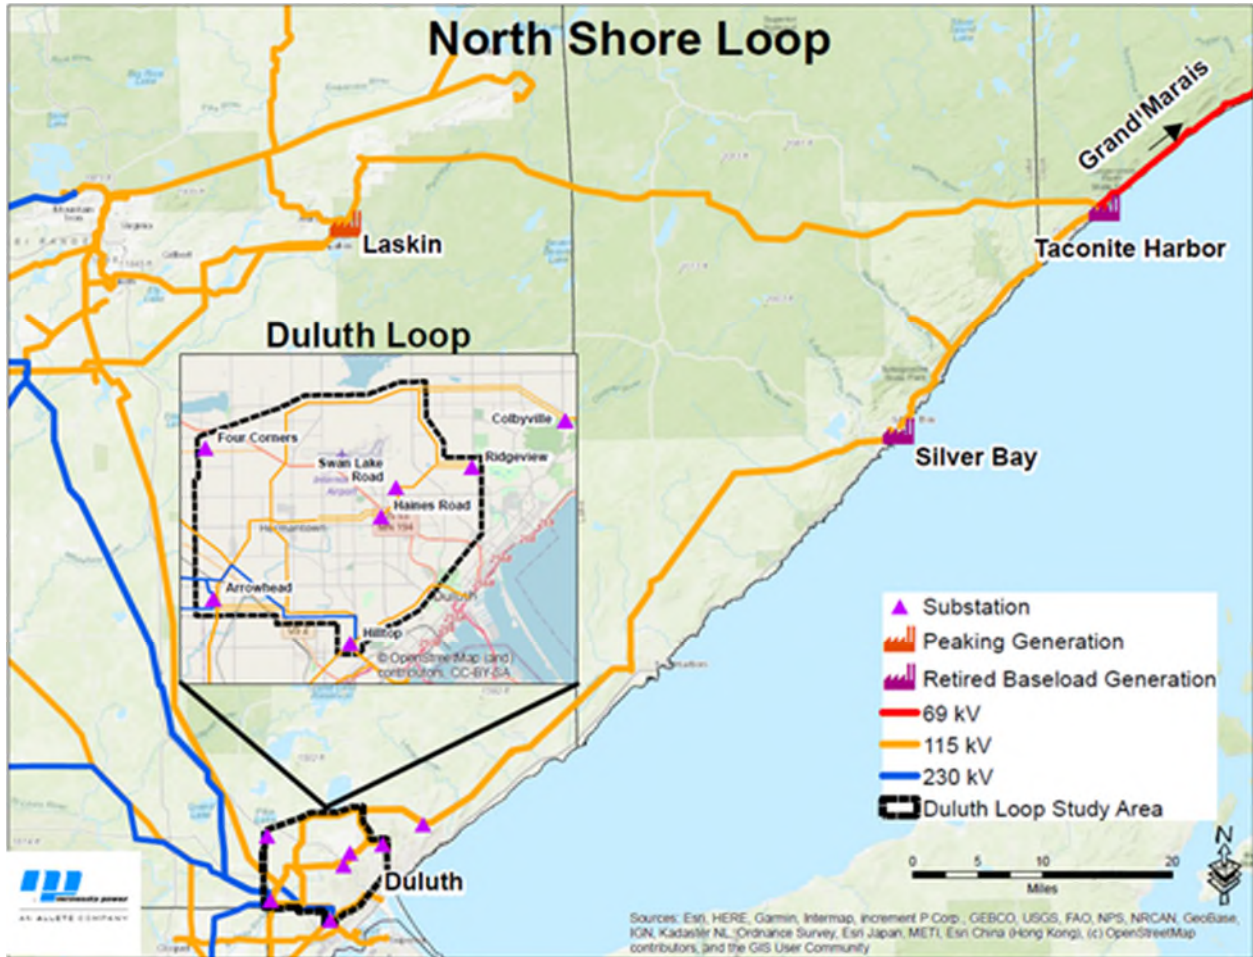 North Shore Loop
Grand Marais
Taconite Harbor
Laskin
Silver Bay
Duluth Loop
Colbyville
Four Corners
Ridgeview
Swan Lake
Road
Airport
Haines Road
Hermantown
Arrowhead
Duluth
Hilltop
© OpenStreetMap (and)
contributors, CC-BY-SA
Substation
Peaking Generation
Retired Baseload Generation
69 kV
115 kV
230 kV
Duluth Loop Study Area
N
0 5 10 20
Miles
Duluth
minnesota power
AN ALLETE COMPANY
Sources: Esri, HERE, Garmin, Intermap, increment P Corp., GEBCO, USGS, FAO, NPS, NRCAN, GeoBase,
IGN, Kadaster NL, Ordnance Survey, Esri Japan, METI, Esri China (Hong Kong), (c) OpenStreetMap
contributors, and the GIS User Community